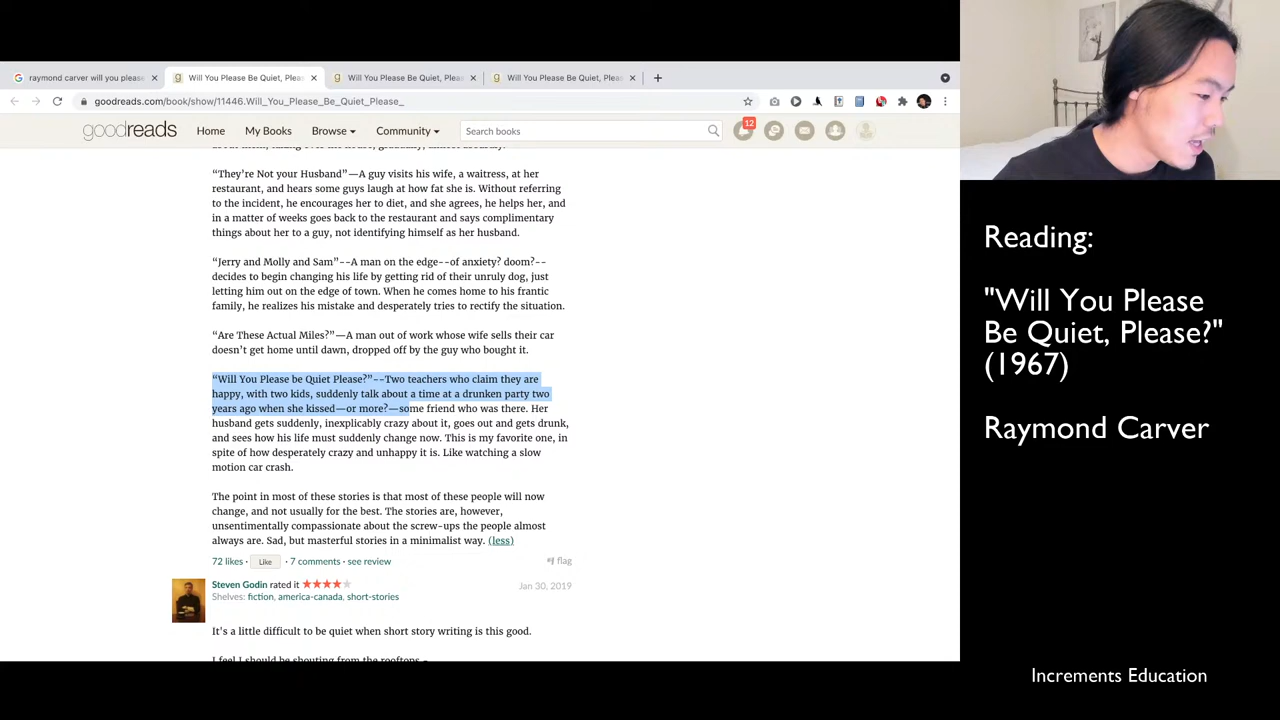 raymond carver will you please
Will You Please Be Quiet, Pleas
Will You Please Be Quiet, Pleas
Will You Please Be Quiet, Pleas
goodreads.com/book/show/11446.Will_You_Please_Be_Quiet_Please_
goodreads
Home
My Books
Browse
Community
Search books
12
“They’re Not your Husband”—A guy visits his wife, a waitress, at her
restaurant, and hears some guys laugh at how fat she is. Without referring
to the incident, he encourages her to diet, and she agrees, he helps her, and
in a matter of weeks goes back to the restaurant and says complimentary
things about her to a guy, not identifying himself as her husband.
“Jerry and Molly and Sam”--A man on the edge--of anxiety? doom?--
decides to begin changing his life by getting rid of their unruly dog, just
letting him out on the edge of town. When he comes home to his frantic
family, he realizes his mistake and desperately tries to rectify the situation.
“Are These Actual Miles?”—A man out of work whose wife sells their car
doesn’t get home until dawn, dropped off by the guy who bought it.
“Will You Please be Quiet Please?”--Two teachers who claim they are
happy, with two kids, suddenly talk about a time at a drunken party two
years ago when she kissed—or more?—some friend who was there. Her
husband gets suddenly, inexplicably crazy about it, goes out and gets drunk,
and sees how his life must suddenly change now. This is my favorite one, in
spite of how desperately crazy and unhappy it is. Like watching a slow
motion car crash.
The point in most of these stories is that most of these people will now
change, and not usually for the best. The stories are, however,
unsentimentally compassionate about the screw-ups the people almost
always are. Sad, but masterful stories in a minimalist way. (less)
72 likes · Like · 7 comments · see review
flag
Steven Godin rated it
Jan 30, 2019
Shelves: fiction, america-canada, short-stories
It's a little difficult to be quiet when short story writing is this good.
I feel I should be shouting from the rooftops -
Reading:
"Will You Please
Be Quiet, Please?"
(1967)
Raymond Carver
Increments Education